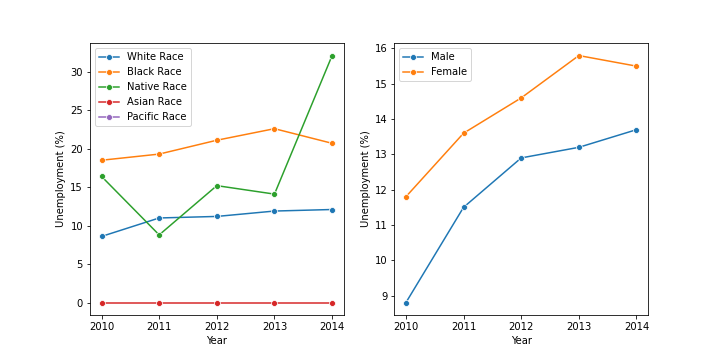 White Race
Black Race
Native Race
Asian Race
Pacific Race
30
25
20
15
10
5
0
Unemployment (%)
2010 2011 2012 2013 2014
Year
Male
Female
16
15
14
13
12
11
10
9
Unemployment (%)
2010 2011 2012 2013 2014
Year